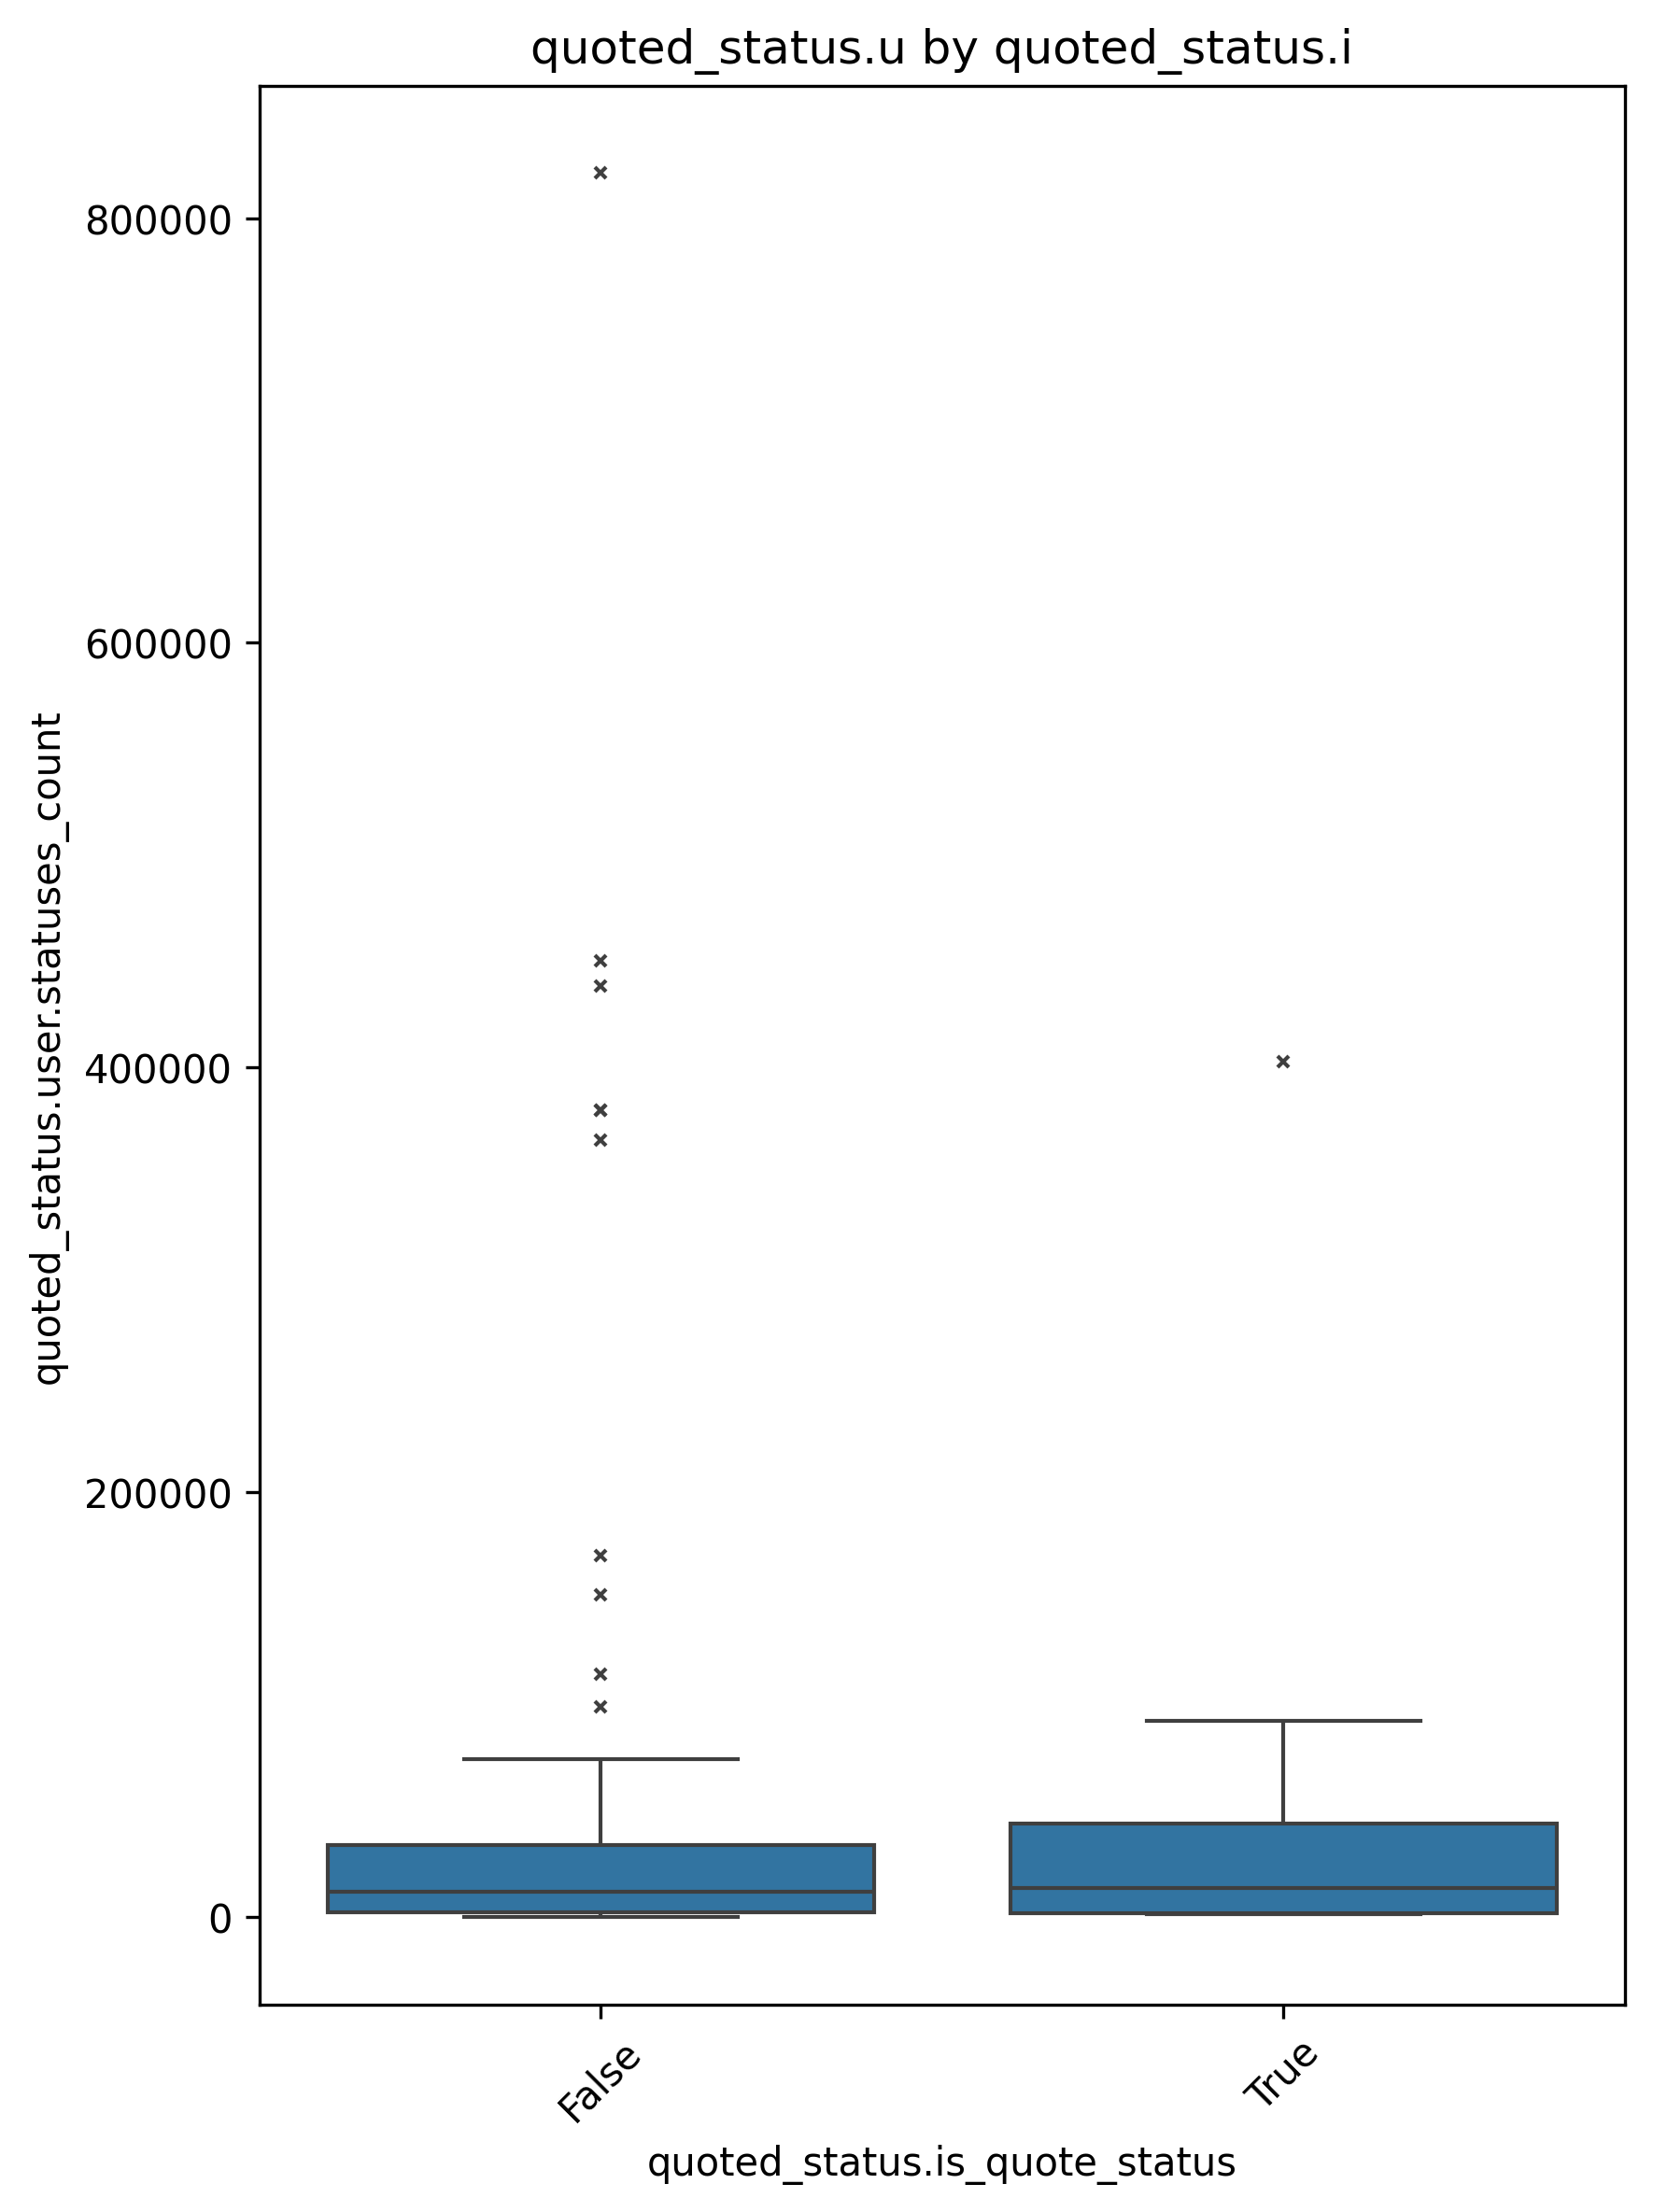 quoted_status.u by quoted_status.i
800000
600000
400000
200000
0
quoted_status.user.statuses_count
False
True
quoted_status.is_quote_status